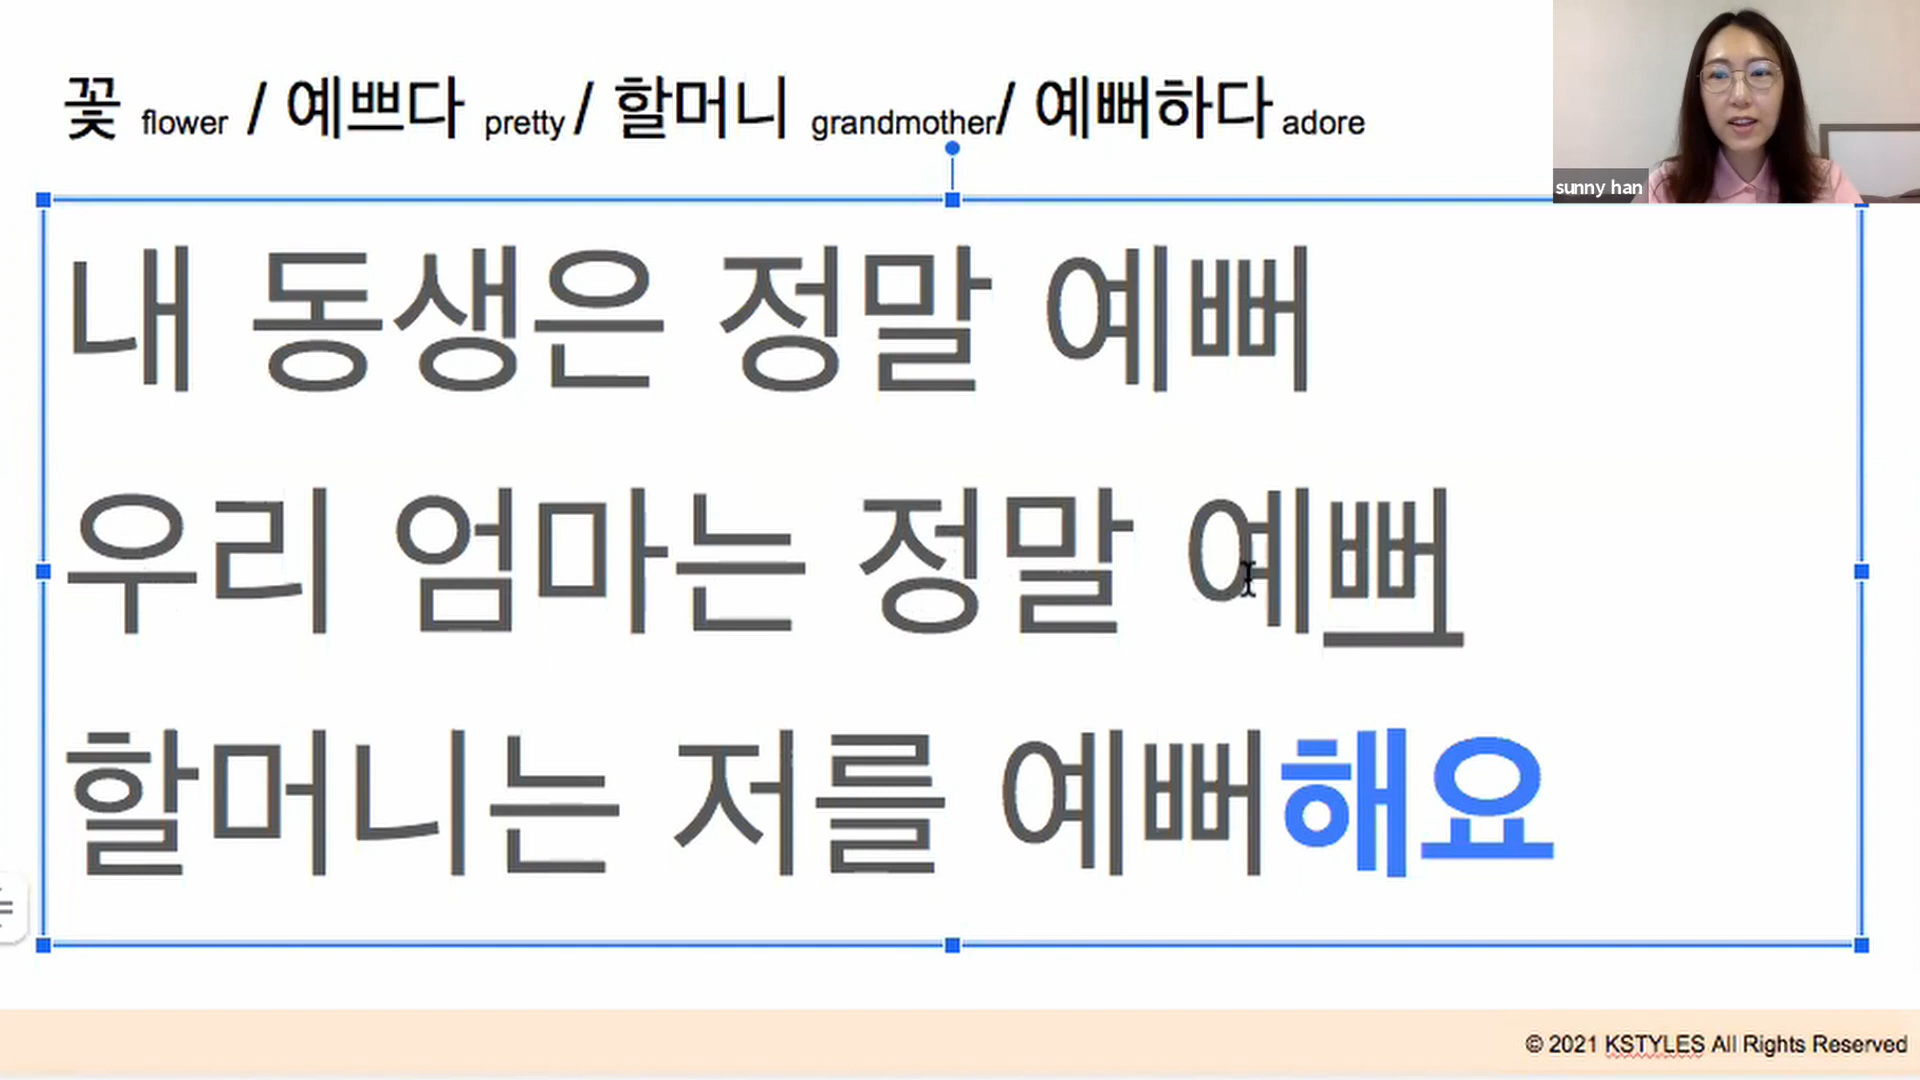 꽃 flower / 예쁘다 pretty / 할머니 grandmother / 예뻐하다 adore
sunny han
내 동생은 정말 예뻐
우리 엄마는 정말 예뻐
할머니는 저를 예뻐해요
© 2021 KSTYLES All Rights Reserved